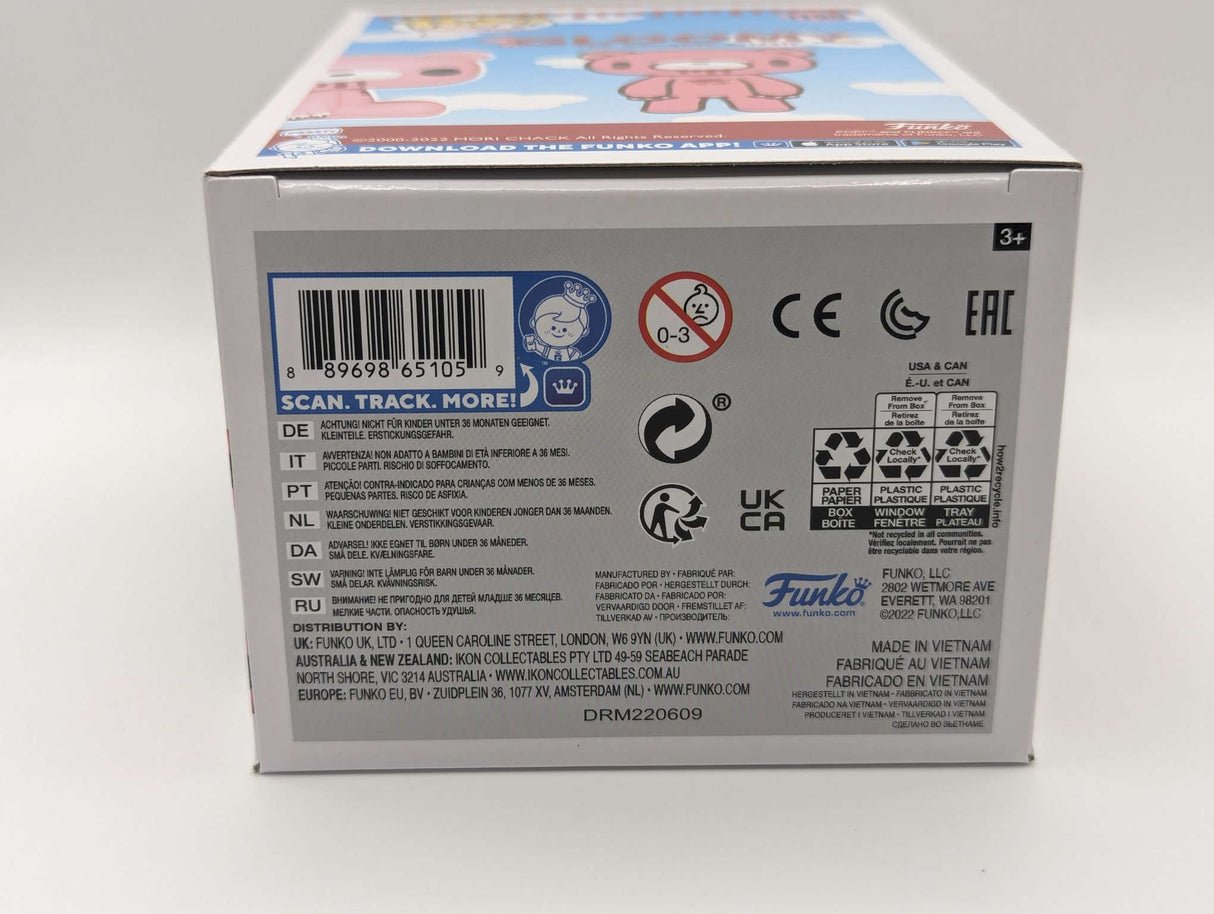 GLOOMY
©2000-2022 MORI CHACK All Rights Reserved.
Funko
DOWNLOAD THE FUNKO APP!
App Store
Google Play
3+
8 89698 65105 9
SCAN. TRACK. MORE!
0-3
CE
EAC
®
UK
CA
USA & CAN
É.-U. et CAN
Remove From Box
Retirez de la boîte
Remove From Box
Retirez de la boîte
Check Locally*
Check Locally*
PAPER PAPIER
PLASTIC PLASTIQUE
PLASTIC PLASTIQUE
BOX BOÎTE
WINDOW FENÊTRE
TRAY PLATEAU
how2recycle.info
*Not recycled in all communities.
Vérifiez localement. Pourrait ne pas
être recyclable dans votre région.
DE ACHTUNG! NICHT FÜR KINDER UNTER 36 MONATEN GEEIGNET.
KLEINTEILE. ERSTICKUNGSGEFAHR.
IT AVVERTENZA! NON ADATTO A BAMBINI DI ETÀ INFERIORE A 36 MESI.
PICCOLE PARTI. RISCHIO DI SOFFOCAMENTO.
PT ATENÇÃO! CONTRA-INDICADO PARA CRIANÇAS COM MENOS DE 36 MESES.
PEQUENAS PARTES. RISCO DE ASFIXIA.
NL WAARSCHUWING! NIET GESCHIKT VOOR KINDEREN JONGER DAN 36 MAANDEN.
KLEINE ONDERDELEN. VERSTIKKINGSGEVAAR.
DA ADVARSEL! IKKE EGNET TIL BØRN UNDER 36 MÅNEDER.
SMÅ DELE. KVÆLNINGSFARE.
SW VARNING! INTE LÄMPLIG FÖR BARN UNDER 36 MÅNADER.
SMÅ DELAR. KVÄVNINGSRISK.
RU ВНИМАНИЕ! НЕ ПРИГОДНО ДЛЯ ДЕТЕЙ МЛАДШЕ 36 МЕСЯЦЕВ.
МЕЛКИЕ ЧАСТИ. ОПАСНОСТЬ УДУШЬЯ.
MANUFACTURED BY • FABRIQUÉ PAR:
FABRICADO POR • HERGESTELLT DURCH:
FABBRICATO DA • FABRICADO POR:
VERVAARDIGD DOOR • FREMSTILLET AF:
TILLVERKAD AV • ПРОИЗВОДИТЕЛЬ:
Funko
www.funko.com
FUNKO, LLC
2802 WETMORE AVE
EVERETT, WA 98201
©2022 FUNKO,LLC
DISTRIBUTION BY:
UK: FUNKO UK, LTD • 1 QUEEN CAROLINE STREET, LONDON, W6 9YN (UK) • WWW.FUNKO.COM
AUSTRALIA & NEW ZEALAND: IKON COLLECTABLES PTY LTD 49-59 SEABEACH PARADE
NORTH SHORE, VIC 3214 AUSTRALIA • WWW.IKONCOLLECTABLES.COM.AU
EUROPE: FUNKO EU, BV • ZUIDPLEIN 36, 1077 XV, AMSTERDAM (NL) • WWW.FUNKO.COM
DRM220609
MADE IN VIETNAM
FABRIQUÉ AU VIETNAM
FABRICADO EN VIETNAM
HERGESTELLT IN VIETNAM • FABBRICATO IN VIETNAM
FABRICADO NA VIETNAM • VERVAARDIGD IN VIETNAM
PRODUCERET I VIETNAM • TILLVERKAD I VIETNAM
СДЕЛАНО ВО ВЬЕТНАМЕ